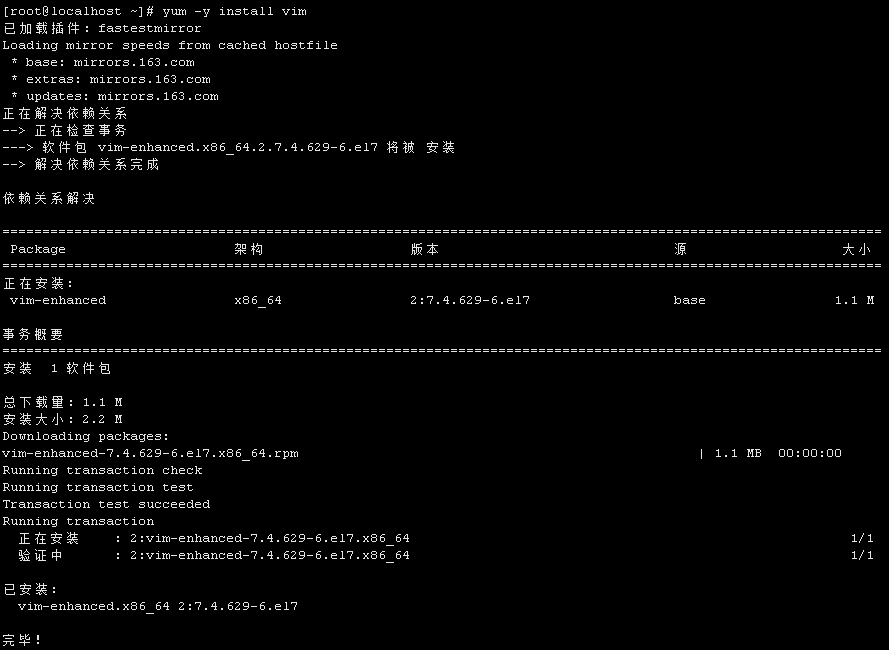 [root@localhost ~]# yum -y install vim
已加载插件：fastestmirror
Loading mirror speeds from cached hostfile
 * base: mirrors.163.com
 * extras: mirrors.163.com
 * updates: mirrors.163.com
正在解决依赖关系
--> 正在检查事务
---> 软件包 vim-enhanced.x86_64.2.7.4.629-6.el7 将被 安装
--> 解决依赖关系完成
依赖关系解决
================================================================================
 Package 架构 版本 源 大小
================================================================================
正在安装:
 vim-enhanced x86_64 2:7.4.629-6.el7 base 1.1 M
事务概要
================================================================================
安装  1 软件包
总下载量：1.1 M
安装大小：2.2 M
Downloading packages:
vim-enhanced-7.4.629-6.el7.x86_64.rpm | 1.1 MB  00:00:00
Running transaction check
Running transaction test
Transaction test succeeded
Running transaction
  正在安装    : 2:vim-enhanced-7.4.629-6.el7.x86_64 1/1
  验证中      : 2:vim-enhanced-7.4.629-6.el7.x86_64 1/1
已安装:
  vim-enhanced.x86_64 2:7.4.629-6.el7
完毕！